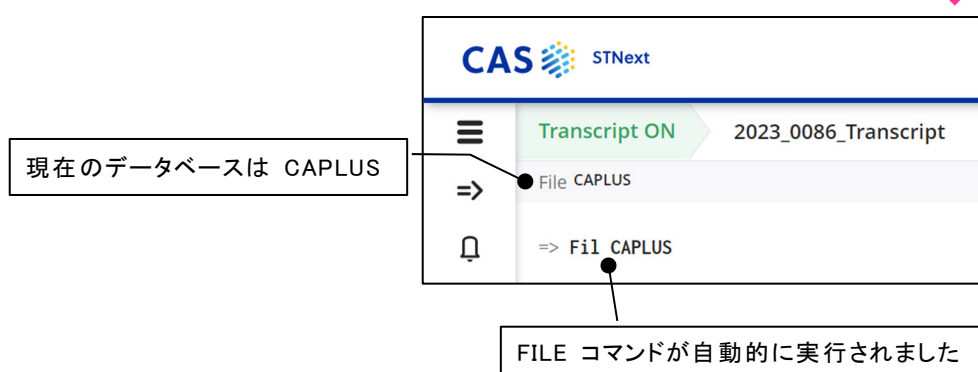 CAS STNext
Transcript ON 2023_0086_Transcript
現在のデータベースは CAPLUS
File CAPLUS
=> Fil CAPLUS
FILE コマンドが自動的に実行されました